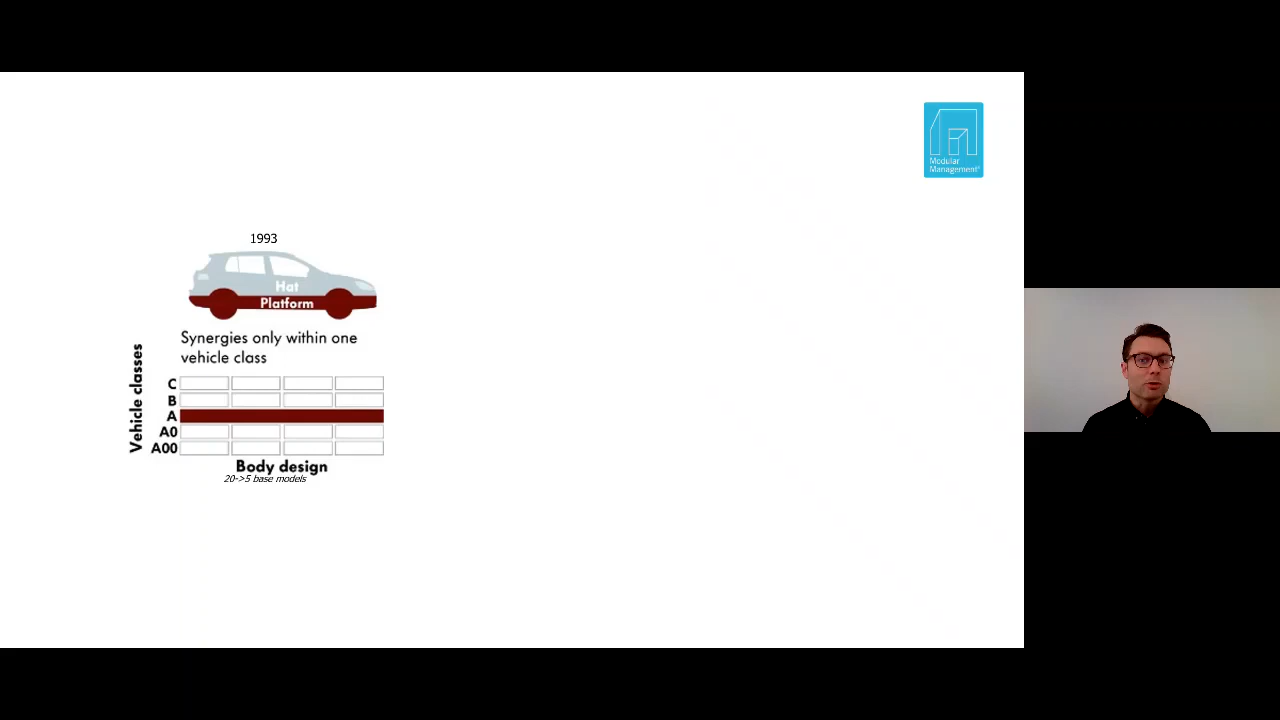 Modular
Management®
1993
Hat
Platform
Synergies only within one
vehicle class
Vehicle classes
C
B
A
A0
A00
Body design
20->5 base models